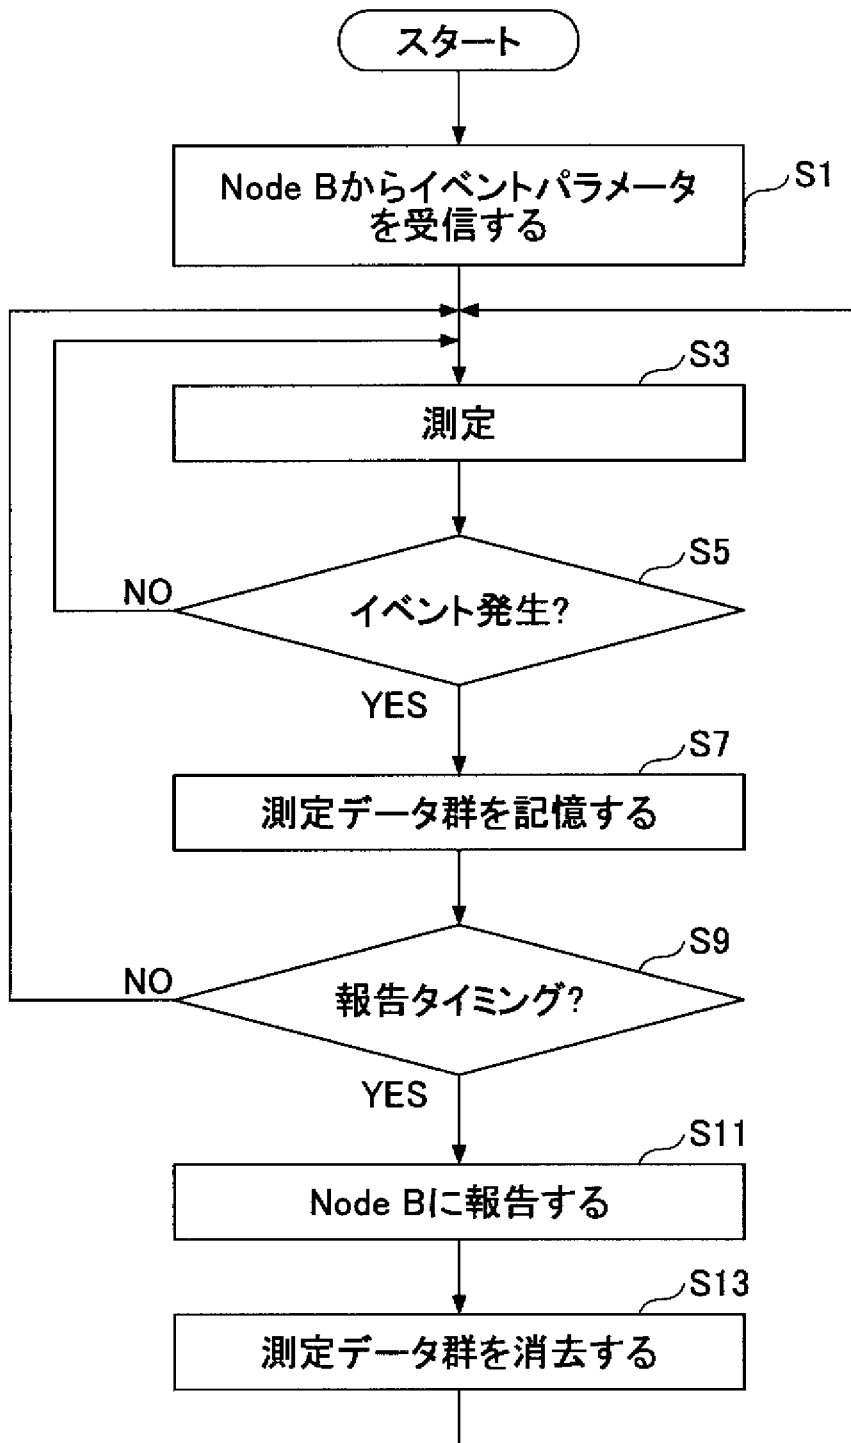 スタート
Node Bからイベントパラメータ
を受信する
S1
S3
測定
S5
NO
イベント発生?
YES
S7
測定データ群を記憶する
S9
NO
報告タイミング?
YES
S11
Node Bに報告する
S13
測定データ群を消去する